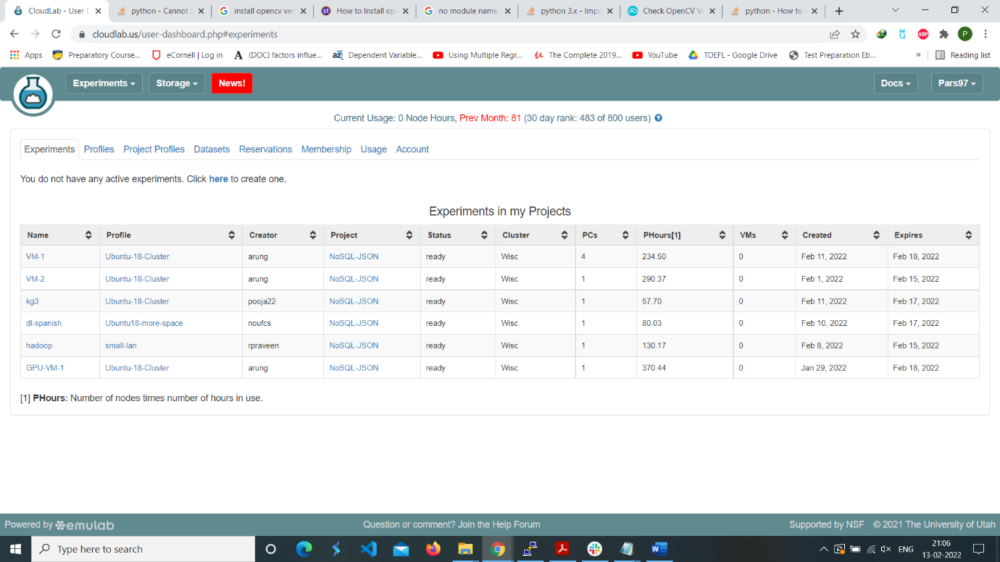 CloudLab - User D
python - Cannot f
install opencv ver
How to Install ope
no module name
python 3.x - Impo
Check OpenCV Ve
python - How to
cloudlab.us/user-dashboard.php#experiments
ABP
P
Apps Preparatory Course... eCornell | Log in A (DOC) factors influe... az Dependent Variable... Using Multiple Regr... The Complete 2019... YouTube TOEFL - Google Drive Test Preparation Eb... » Reading list
Experiments Storage News! Docs Pars97
Current Usage: 0 Node Hours, Prev Month: 81 (30 day rank: 483 of 800 users) ?
Experiments Profiles Project Profiles Datasets Reservations Membership Usage Account
You do not have any active experiments. Click here to create one.
Experiments in my Projects
Name Profile Creator Project Status Cluster PCs PHours[1] VMs Created Expires
VM-1 Ubuntu-18-Cluster arung NoSQL-JSON ready Wisc 4 234.50 0 Feb 11, 2022 Feb 18, 2022
VM-2 Ubuntu-18-Cluster arung NoSQL-JSON ready Wisc 1 290.37 0 Feb 1, 2022 Feb 15, 2022
kg3 Ubuntu-18-Cluster pooja22 NoSQL-JSON ready Wisc 1 57.70 0 Feb 11, 2022 Feb 17, 2022
dl-spanish Ubuntu18-more-space noufcs NoSQL-JSON ready Wisc 1 80.03 0 Feb 10, 2022 Feb 17, 2022
hadoop small-lan rpraveen NoSQL-JSON ready Wisc 1 130.17 0 Feb 8, 2022 Feb 15, 2022
GPU-VM-1 Ubuntu-18-Cluster arung NoSQL-JSON ready Wisc 1 370.44 0 Jan 29, 2022 Feb 18, 2022
[1] PHours: Number of nodes times number of hours in use.
Powered by emulab Question or comment? Join the Help Forum Supported by NSF © 2021 The University of Utah
Type here to search ENG 21:06
13-02-2022